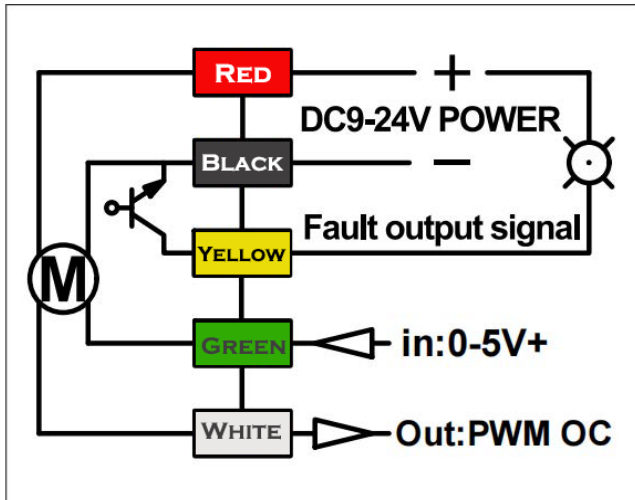 RED
+
DC9-24V POWER
BLACK
−
YELLOW
Fault output signal
M
GREEN
in:0-5V+
WHITE
Out:PWM OC